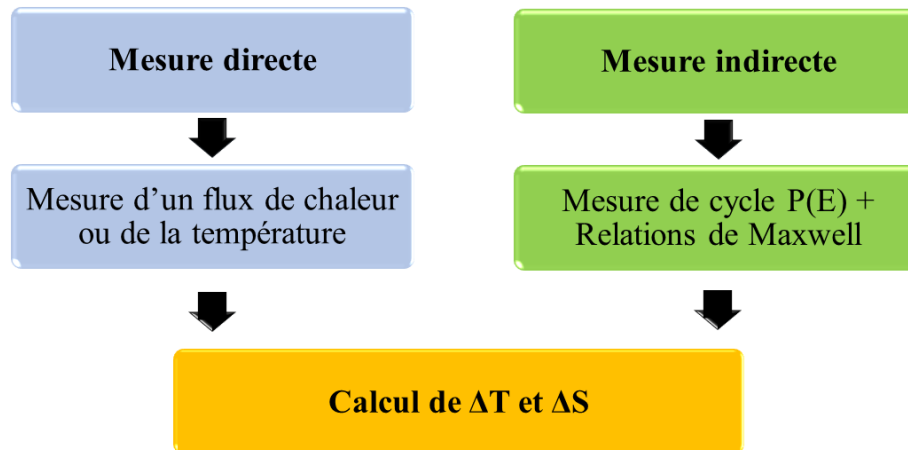 Mesure directe
Mesure indirecte
Mesure d’un flux de chaleur
ou de la température
Mesure de cycle P(E) +
Relations de Maxwell
Calcul de ΔT et ΔS